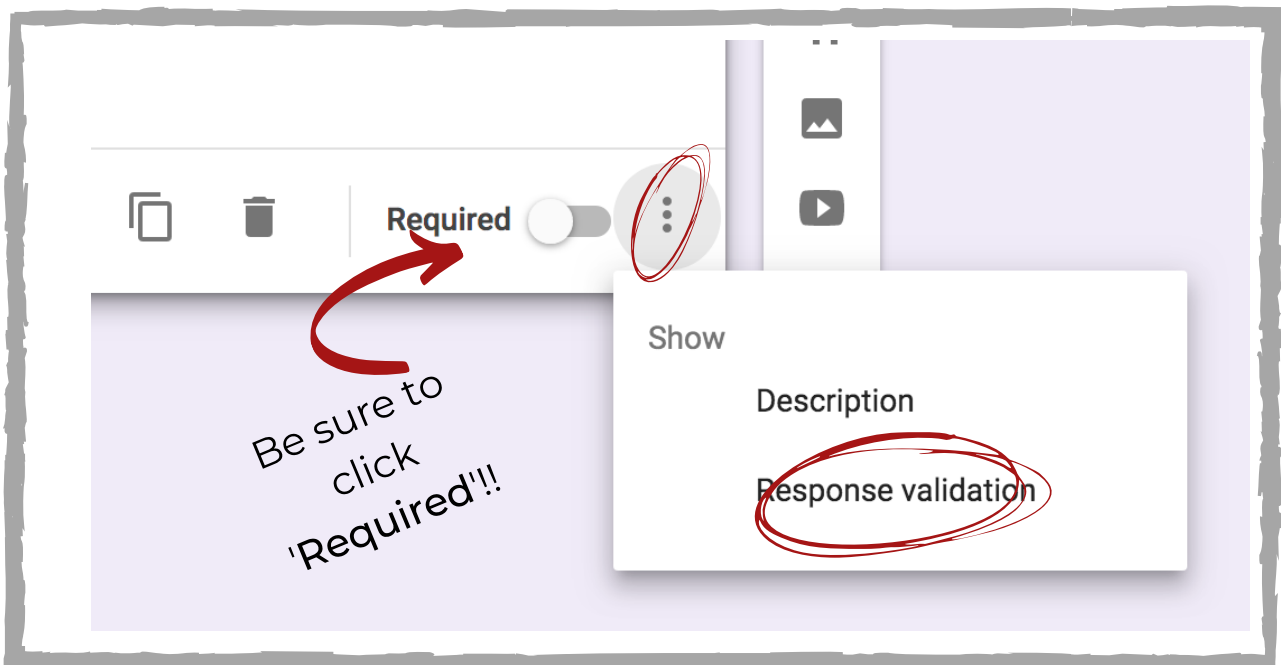 Required
Show
Description
Response validation
Be sure to
click
'Required'!!